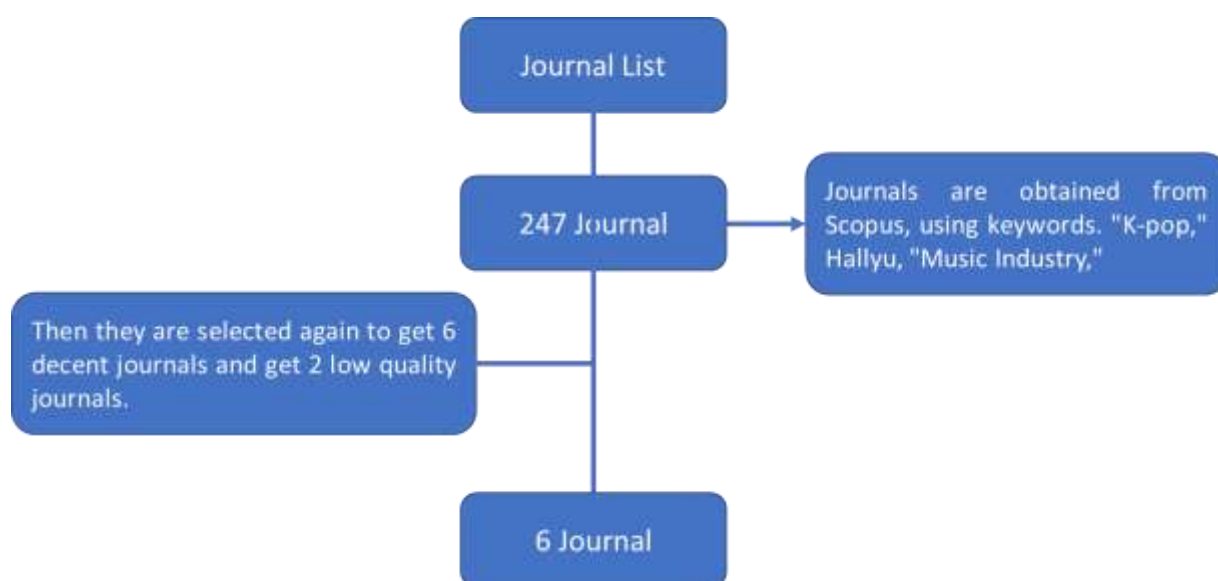 Journal List
247 Journal
Journals are obtained from
Scopus, using keywords. "K-pop,"
Hallyu, "Music Industry,"
Then they are selected again to get 6
decent journals and get 2 low quality
journals.
6 Journal